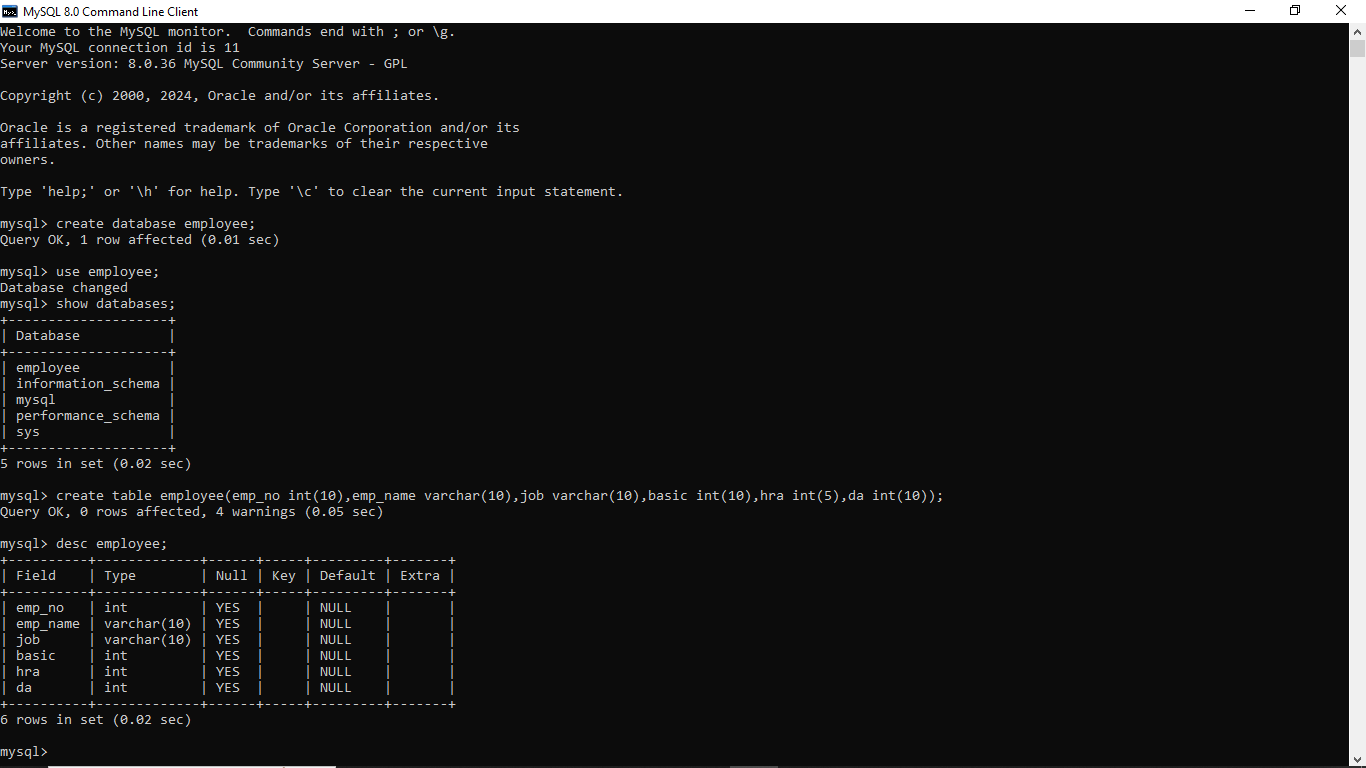 MySQL 8.0 Command Line Client
Welcome to the MySQL monitor.  Commands end with ; or \g.
Your MySQL connection id is 11
Server version: 8.0.36 MySQL Community Server - GPL

Copyright (c) 2000, 2024, Oracle and/or its affiliates.

Oracle is a registered trademark of Oracle Corporation and/or its
affiliates. Other names may be trademarks of their respective
owners.

Type 'help;' or '\h' for help. Type '\c' to clear the current input statement.

mysql> create database employee;
Query OK, 1 row affected (0.01 sec)

mysql> use employee;
Database changed
mysql> show databases;
+--------------------+
| Database           |
+--------------------+
| employee           |
| information_schema |
| mysql              |
| performance_schema |
| sys                |
+--------------------+
5 rows in set (0.02 sec)

mysql> create table employee(emp_no int(10),emp_name varchar(10),job varchar(10),basic int(10),hra int(5),da int(10));
Query OK, 0 rows affected, 4 warnings (0.05 sec)

mysql> desc employee;
+----------+-------------+------+-----+---------+-------+
| Field    | Type        | Null | Key | Default | Extra |
+----------+-------------+------+-----+---------+-------+
| emp_no   | int         | YES  |     | NULL    |       |
| emp_name | varchar(10) | YES  |     | NULL    |       |
| job      | varchar(10) | YES  |     | NULL    |       |
| basic    | int         | YES  |     | NULL    |       |
| hra      | int         | YES  |     | NULL    |       |
| da       | int         | YES  |     | NULL    |       |
+----------+-------------+------+-----+---------+-------+
6 rows in set (0.02 sec)

mysql>